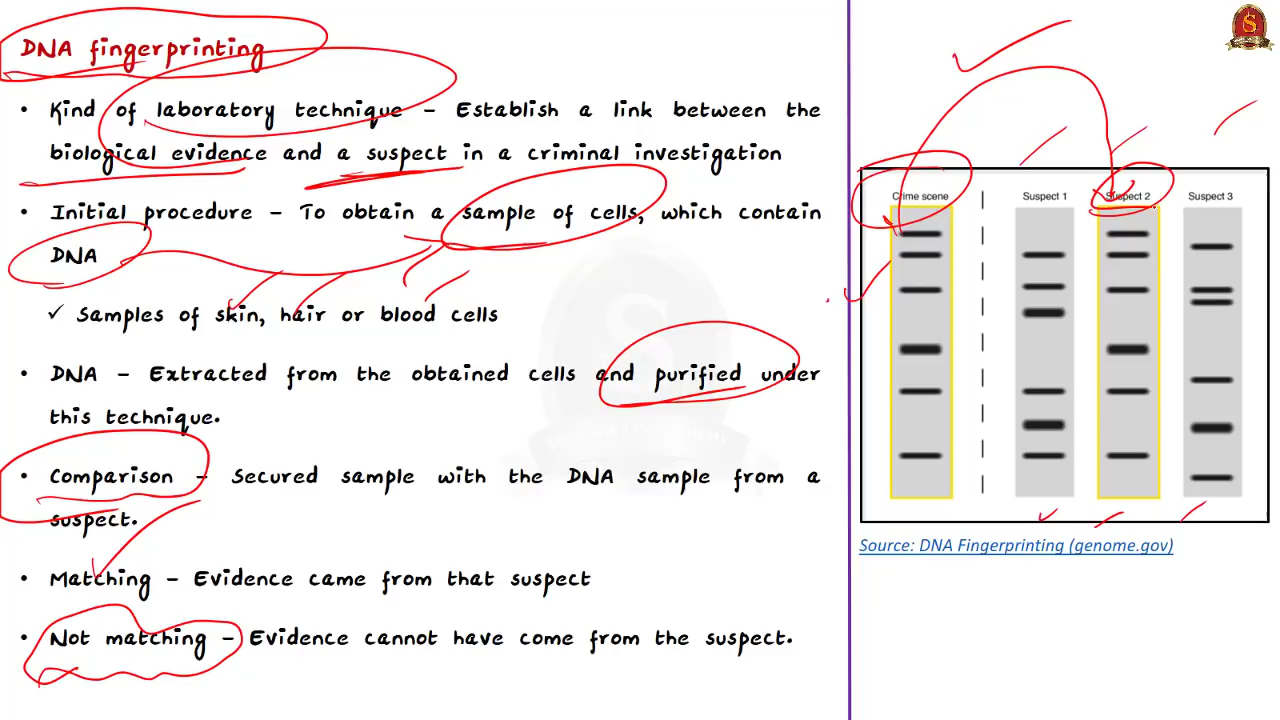 DNA fingerprinting
• Kind of laboratory technique – Establish a link between the
biological evidence and a suspect in a criminal investigation
• Initial procedure – To obtain a sample of cells, which contain
DNA
✓ Samples of skin, hair or blood cells
• DNA – Extracted from the obtained cells and purified under
this technique.
• Comparison – Secured sample with the DNA sample from a
suspect.
• Matching – Evidence came from that suspect
• Not matching – Evidence cannot have come from the suspect.
Crime scene
Suspect 1
Suspect 2
Suspect 3
Source: DNA Fingerprinting (genome.gov)